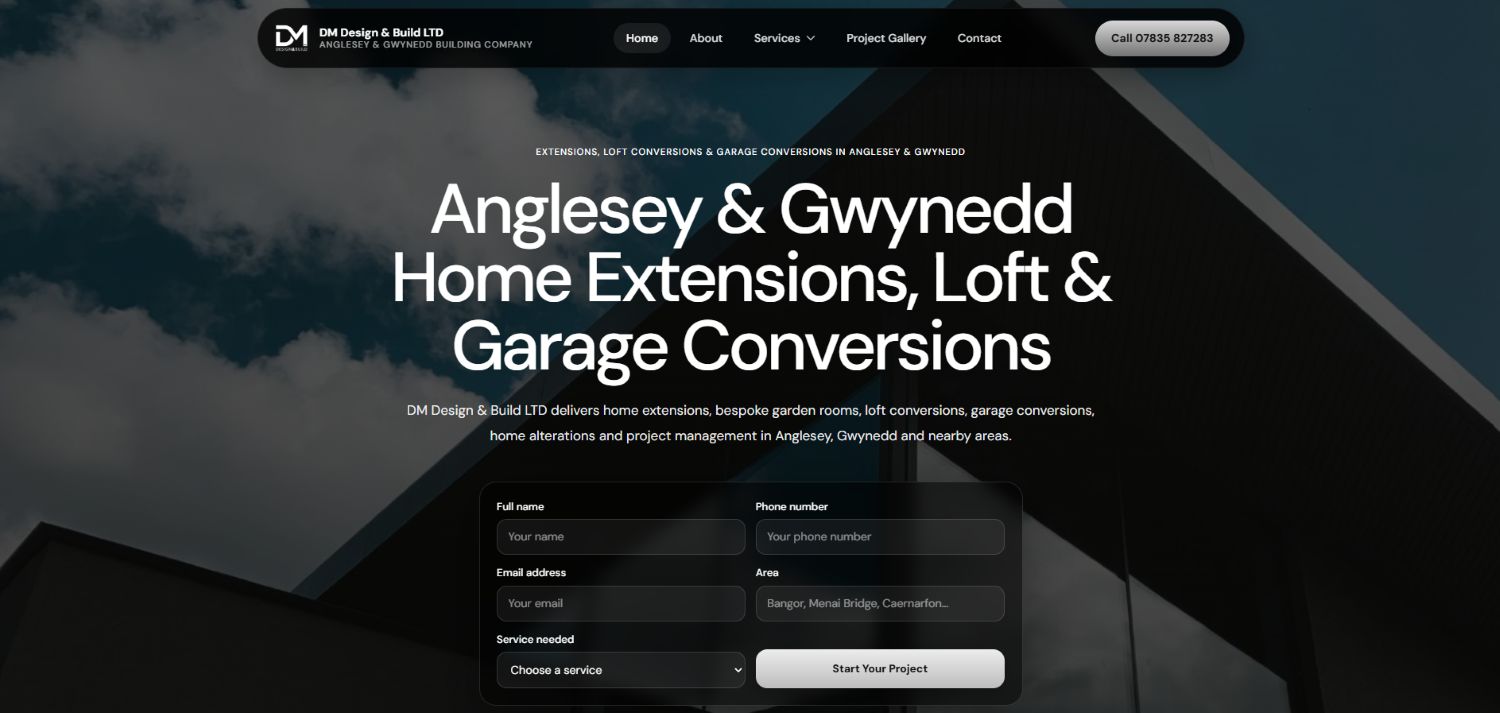 DM
DESIGN&BUILD
DM Design & Build LTD
ANGLESEY & GWYNEDD BUILDING COMPANY
Home
About
Services
Project Gallery
Contact
Call 07835 827283
EXTENSIONS, LOFT CONVERSIONS & GARAGE CONVERSIONS IN ANGLESEY & GWYNEDD
Anglesey & Gwynedd
Home Extensions, Loft &
Garage Conversions
DM Design & Build LTD delivers home extensions, bespoke garden rooms, loft conversions, garage conversions,
home alterations and project management in Anglesey, Gwynedd and nearby areas.
Full name
Your name
Phone number
Your phone number
Email address
Your email
Area
Bangor, Menai Bridge, Caernarfon...
Service needed
Choose a service
Start Your Project